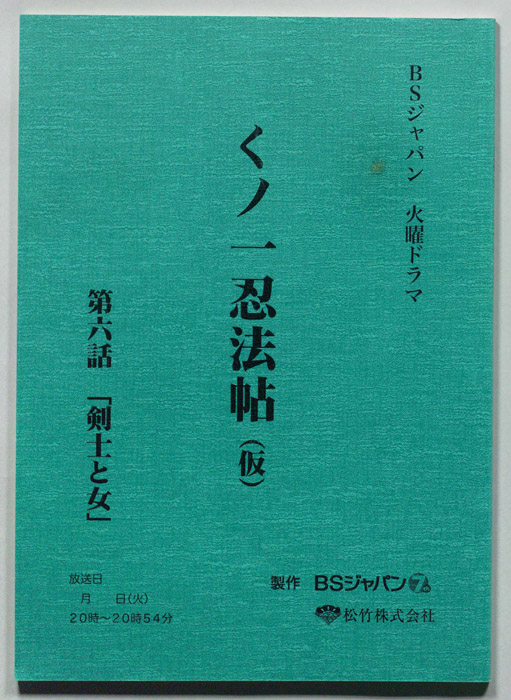 BSジャパン 火曜ドラマ
くノ一忍法帖(仮)
第六話 「剣士と女」
放送日
月 日(火)
20時~20時54分
製作 BSジャパン7
松竹株式会社